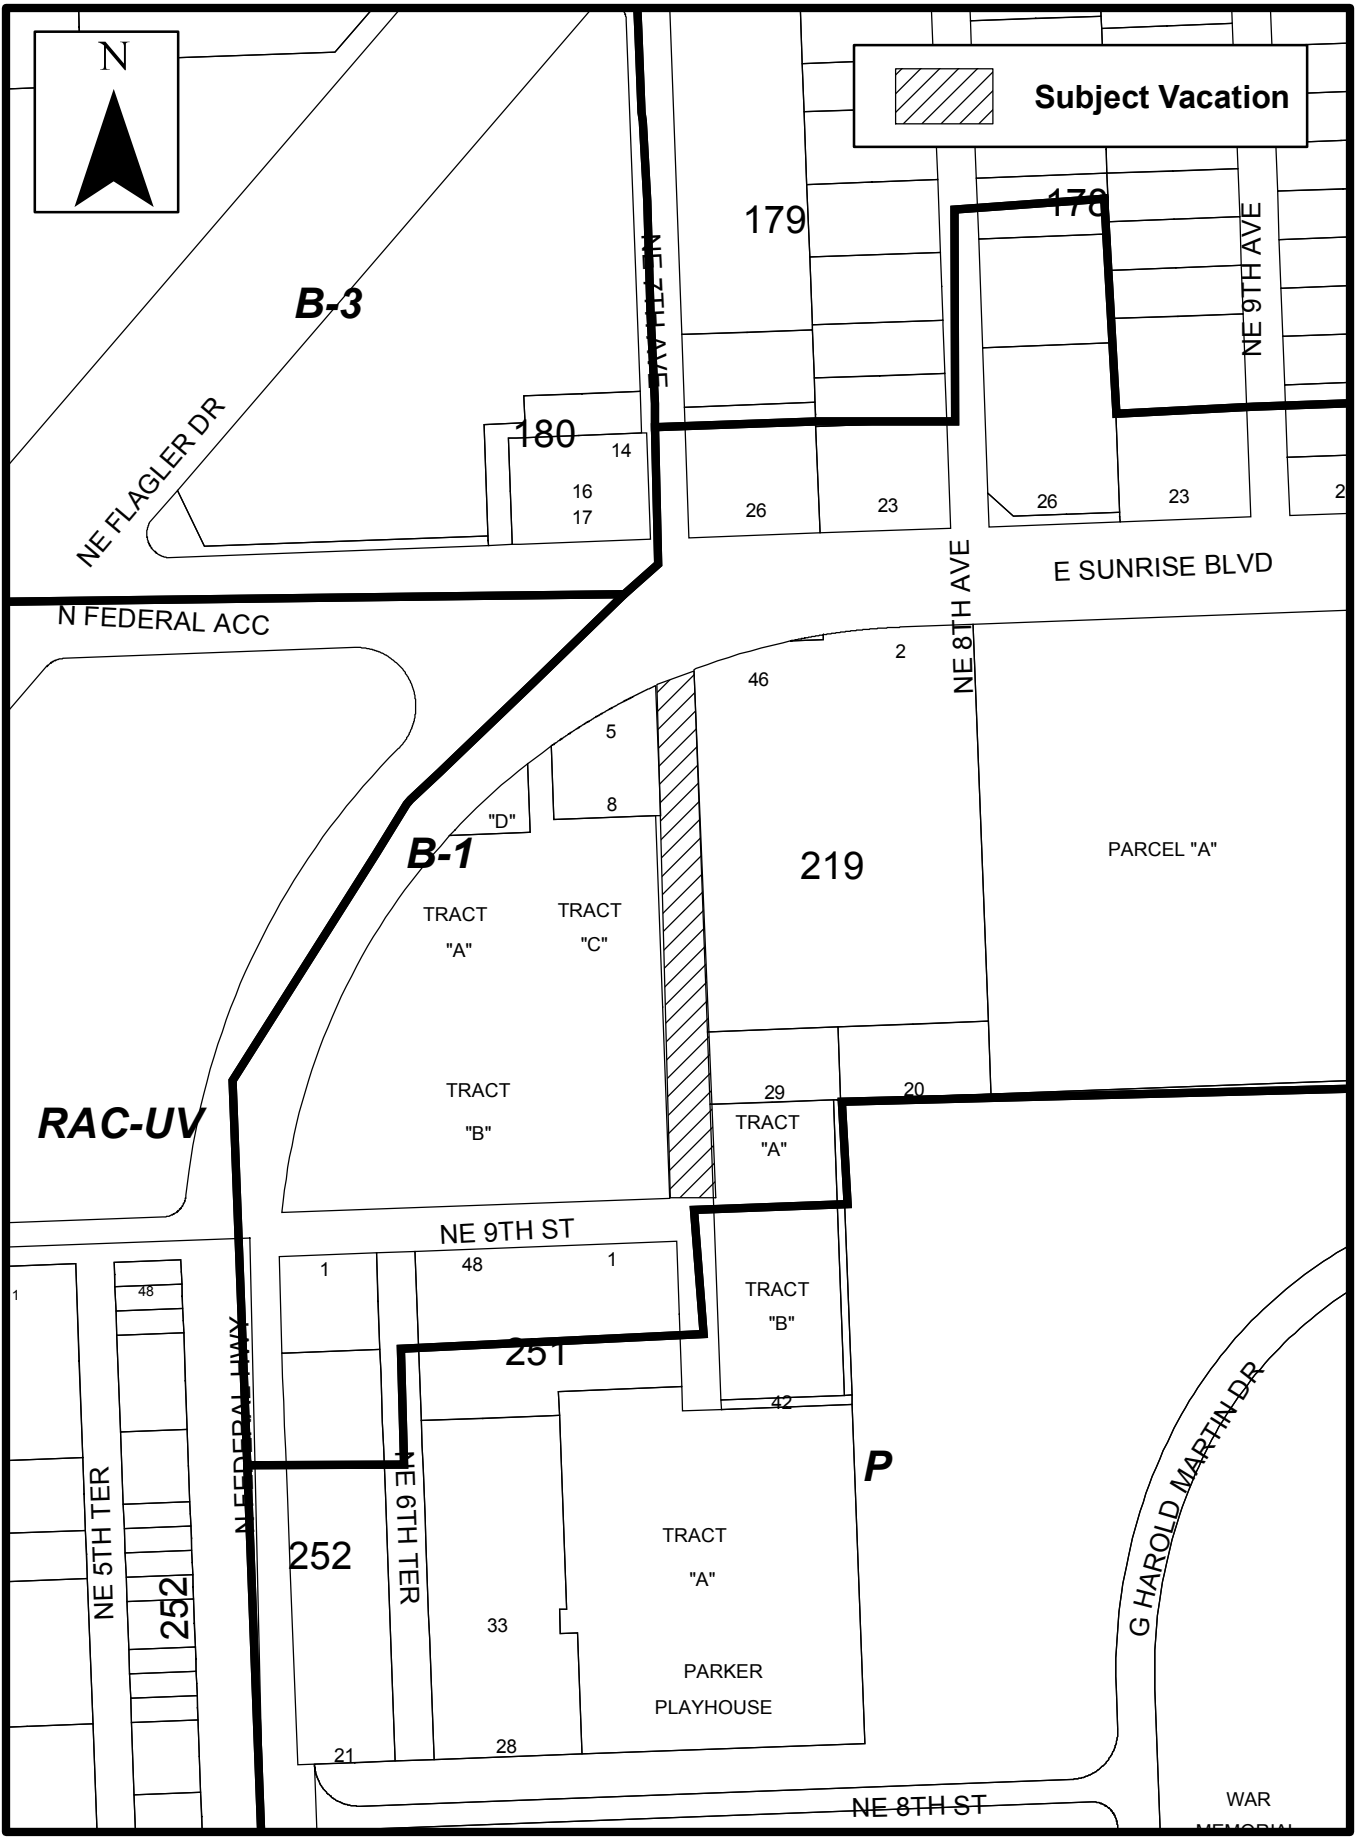 N
Subject Vacation
179
178
NE 7TH AVE
NE 9TH AVE
B-3
NE FLAGLER DR
180
14
16
17
26
23
26
23
2
NE 8TH AVE
E SUNRISE BLVD
N FEDERAL ACC
46
2
5
8
"D"
B-1
219
PARCEL "A"
TRACT
"A"
TRACT
"C"
TRACT
"B"
29
20
TRACT
"A"
RAC-UV
NE 9TH ST
1
48
1
1
48
TRACT
"B"
251
42
N FEDERAL HWY
NE 5TH TER
NE 6TH TER
252
252
P
G HAROLD MARTIN DR
TRACT
"A"
33
PARKER
PLAYHOUSE
21
28
NE 8TH ST
WAR
MEMORIAL